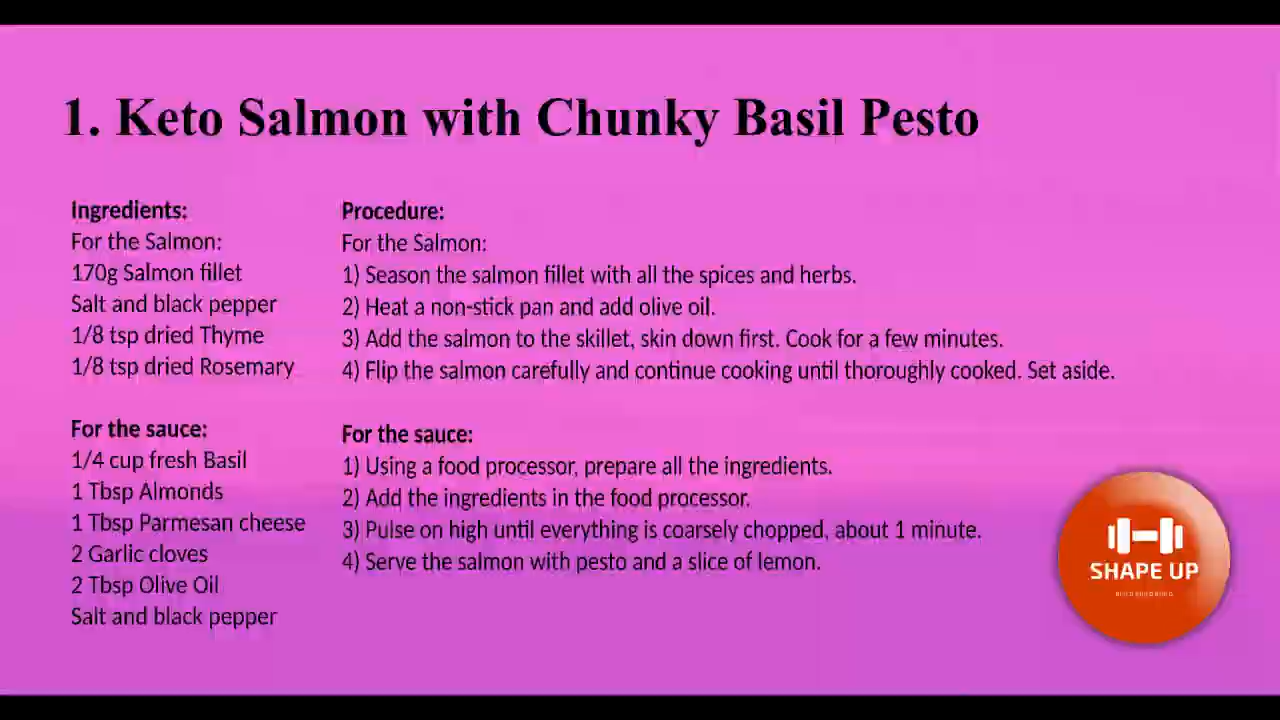 1. Keto Salmon with Chunky Basil Pesto
Ingredients:
For the Salmon:
170g Salmon fillet
Salt and black pepper
1/8 tsp dried Thyme
1/8 tsp dried Rosemary
For the sauce:
1/4 cup fresh Basil
1 Tbsp Almonds
1 Tbsp Parmesan cheese
2 Garlic cloves
2 Tbsp Olive Oil
Salt and black pepper
Procedure:
For the Salmon:
1) Season the salmon fillet with all the spices and herbs.
2) Heat a non-stick pan and add olive oil.
3) Add the salmon to the skillet, skin down first. Cook for a few minutes.
4) Flip the salmon carefully and continue cooking until thoroughly cooked. Set aside.
For the sauce:
1) Using a food processor, prepare all the ingredients.
2) Add the ingredients in the food processor.
3) Pulse on high until everything is coarsely chopped, about 1 minute.
4) Serve the salmon with pesto and a slice of lemon.
SHAPE UP